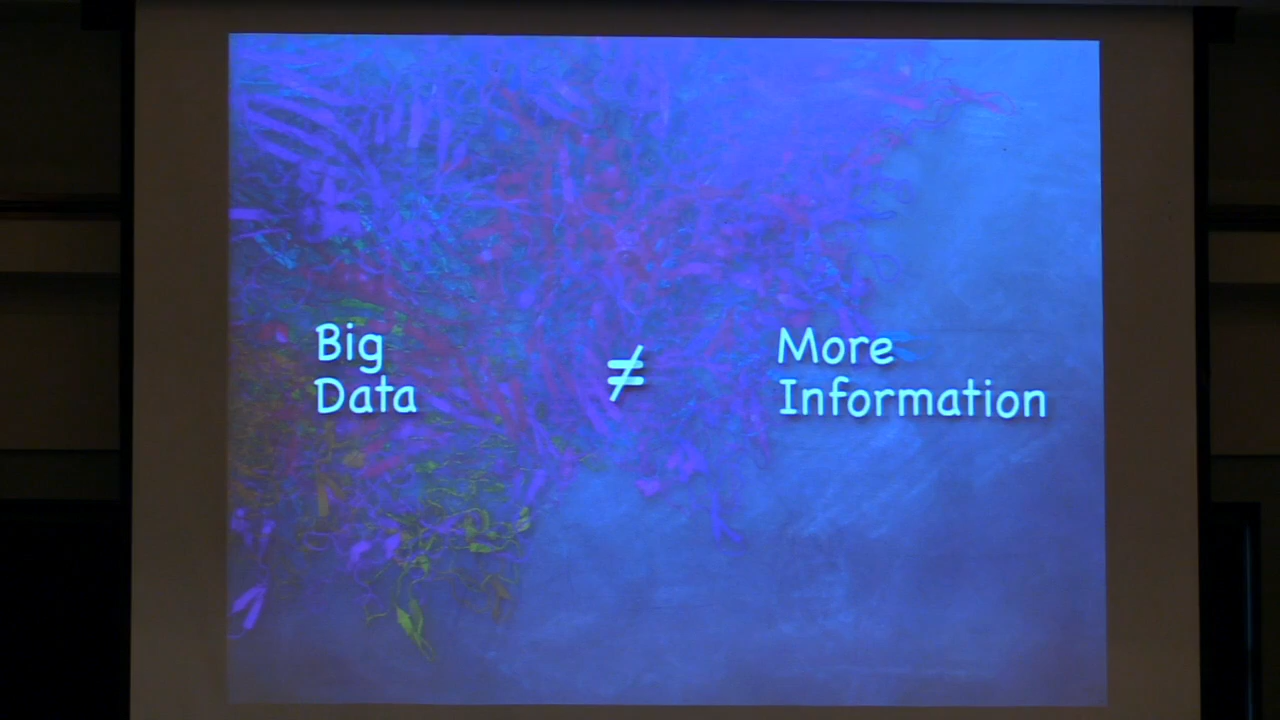 Big
Data
≠
More
Information